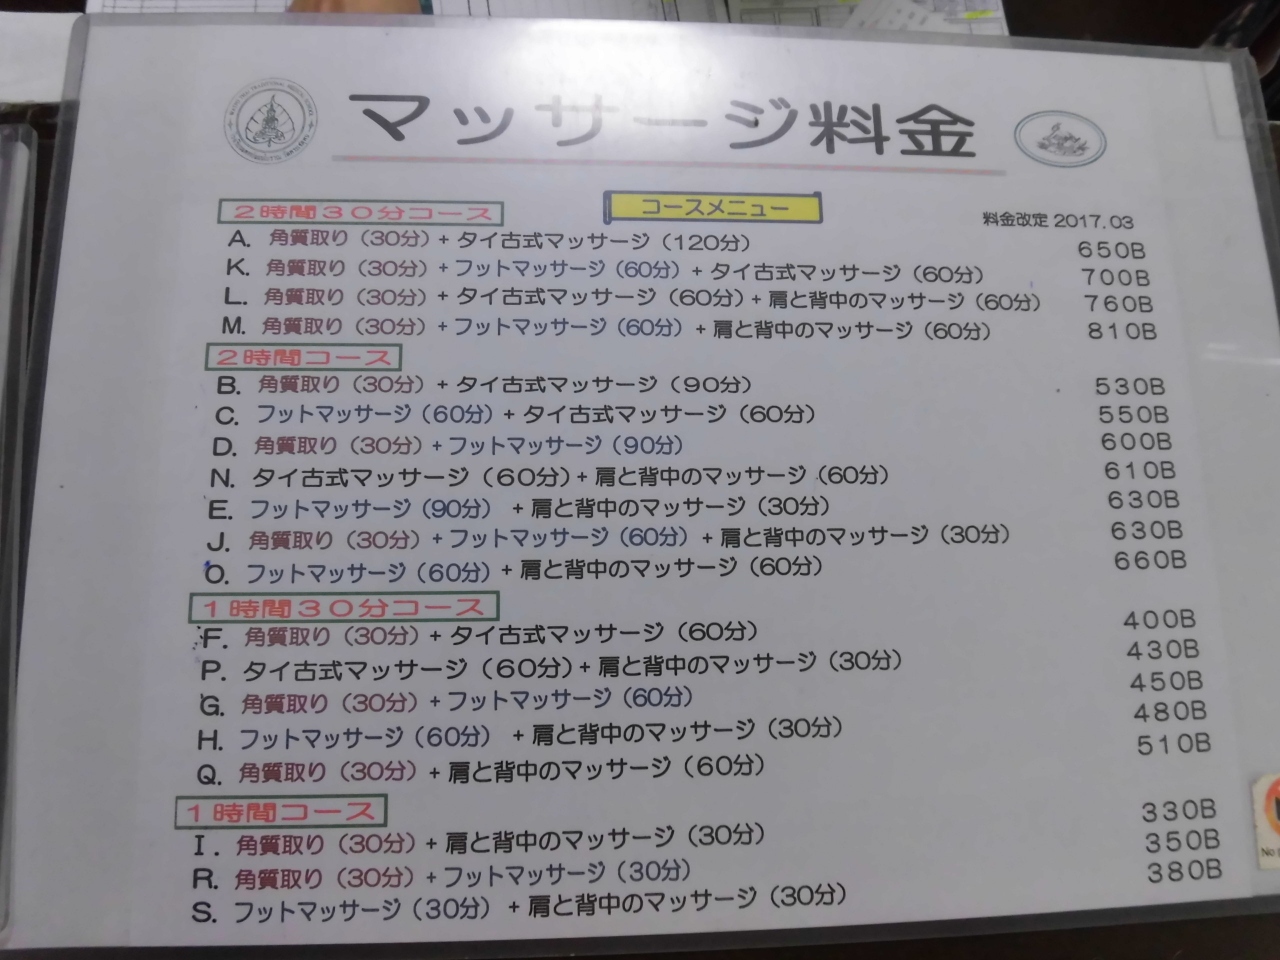 マッサージ料金
コースメニュー
料金改定 2017.03
2時間30分コース
A. 角質取り（30分）+ タイ古式マッサージ（120分） 650B
K. 角質取り（30分）+ フットマッサージ（60分）+ タイ古式マッサージ（60分） 700B
L. 角質取り（30分）+ タイ古式マッサージ（60分）+ 肩と背中のマッサージ（60分） 760B
M. 角質取り（30分）+ フットマッサージ（60分）+ 肩と背中のマッサージ（60分） 810B
2時間コース
B. 角質取り（30分）+ タイ古式マッサージ（90分） 530B
C. フットマッサージ（60分）+ タイ古式マッサージ（60分） 550B
D. 角質取り（30分）+ フットマッサージ（90分） 600B
N. タイ古式マッサージ（60分）+ 肩と背中のマッサージ（60分） 610B
E. フットマッサージ（90分） + 肩と背中のマッサージ（30分） 630B
J. 角質取り（30分）+ フットマッサージ（60分）+ 肩と背中のマッサージ（30分） 630B
O. フットマッサージ（60分）+ 肩と背中のマッサージ（60分） 660B
1時間30分コース
F. 角質取り（30分）+ タイ古式マッサージ（60分） 400B
P. タイ古式マッサージ（60分）+ 肩と背中のマッサージ（30分） 430B
G. 角質取り（30分）+ フットマッサージ（60分） 450B
H. フットマッサージ（60分） + 肩と背中のマッサージ（30分） 480B
Q. 角質取り（30分）+ 肩と背中のマッサージ（60分） 510B
1時間コース
I. 角質取り（30分）+ 肩と背中のマッサージ（30分） 330B
R. 角質取り（30分）+ フットマッサージ（30分） 350B
S. フットマッサージ（30分） + 肩と背中のマッサージ（30分） 380B
No